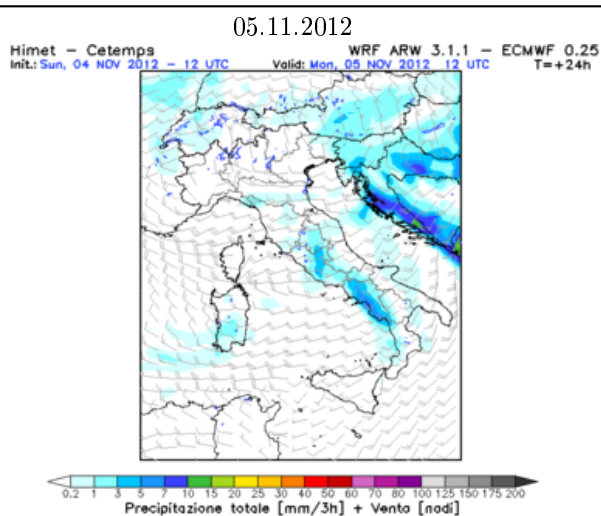 05.11.2012
Himet - Cetemps WRF ARW 3.1.1 - ECMWF 0.25
Init.: Sun, 04 NOV 2012 - 12 UTC Valid: Mon, 05 NOV 2012 12 UTC T=+24h
0.2 1 3 5 7 10 15 20 25 30 40 50 60 70 80 100 125 150 175 200
Precipitazione totale [mm/3h] + Vento [nodi]